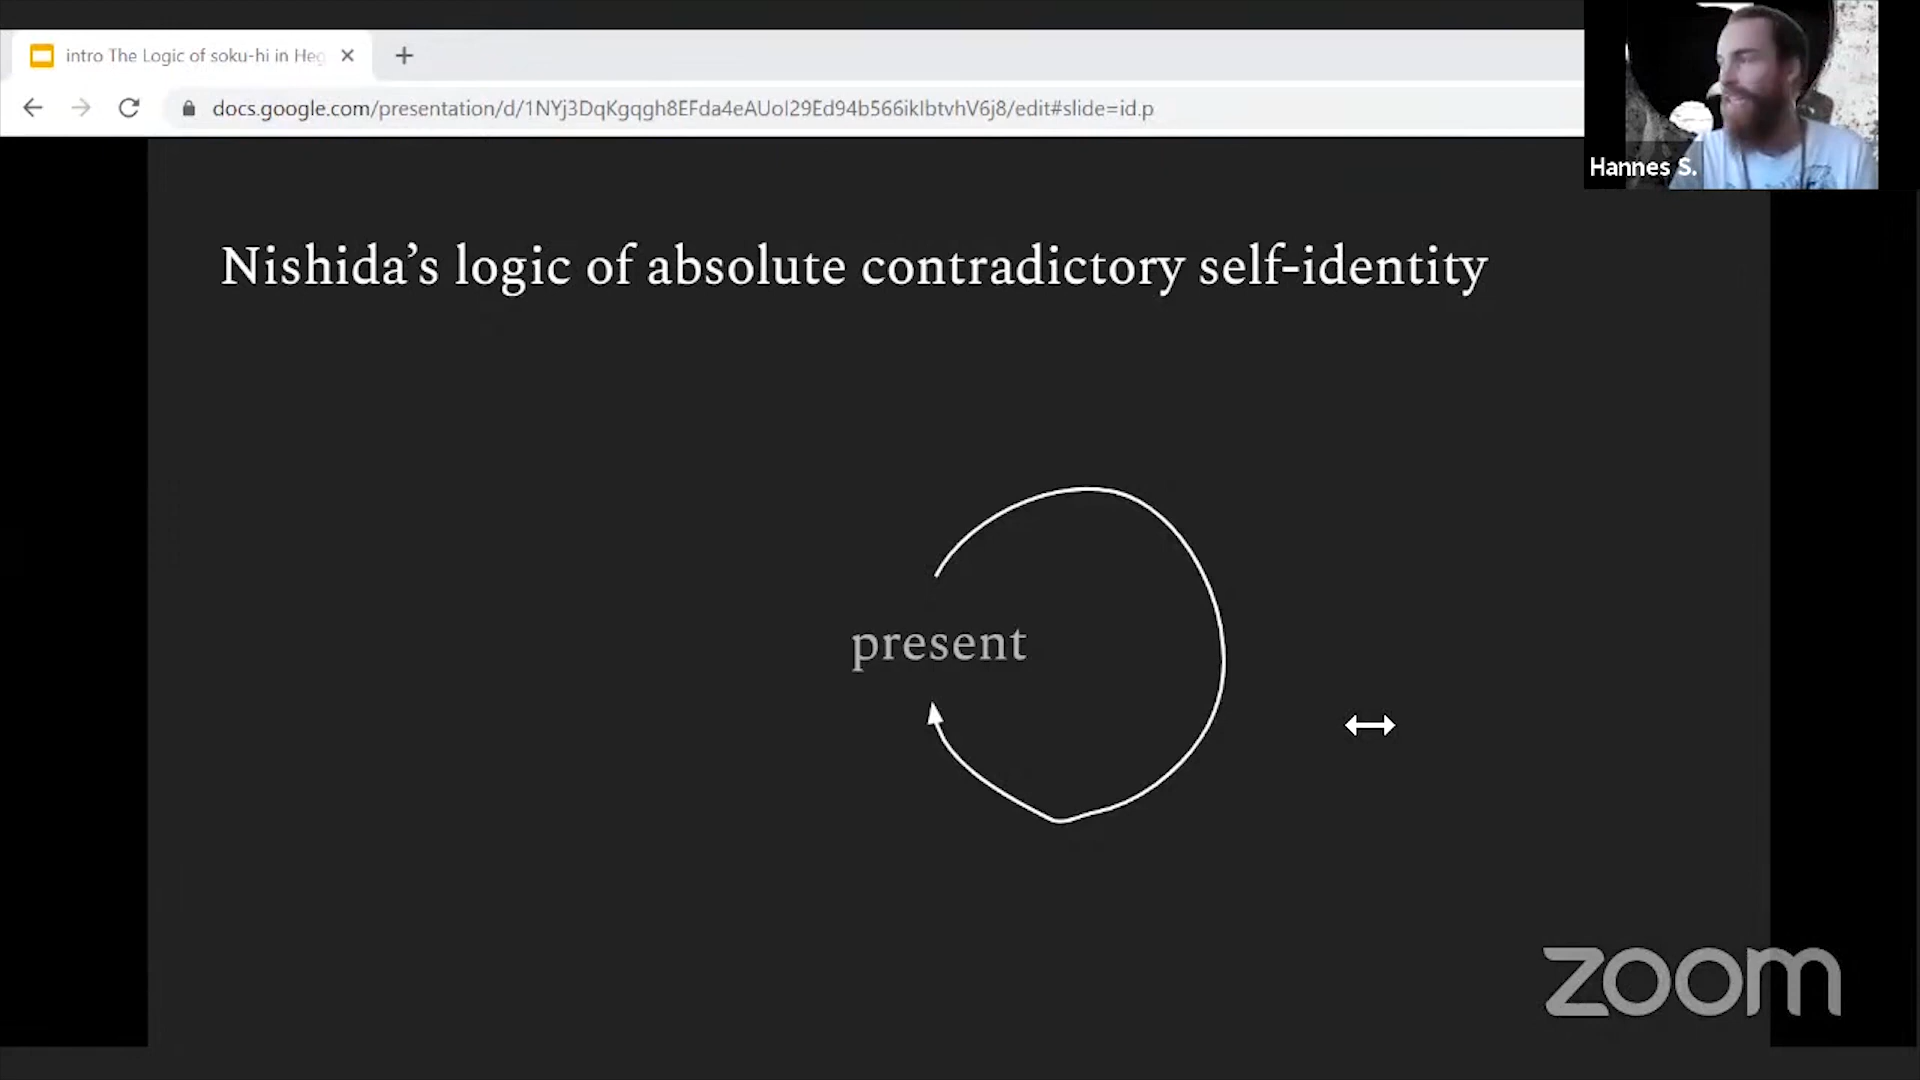 intro The Logic of soku-hi in Heg
docs.google.com/presentation/d/1NYj3DqKgqgh8EFda4eAUoI29Ed94b566ikIbtvhV6j8/edit#slide=id.p
Hannes S.
Nishida’s logic of absolute contradictory self-identity
present
zoom